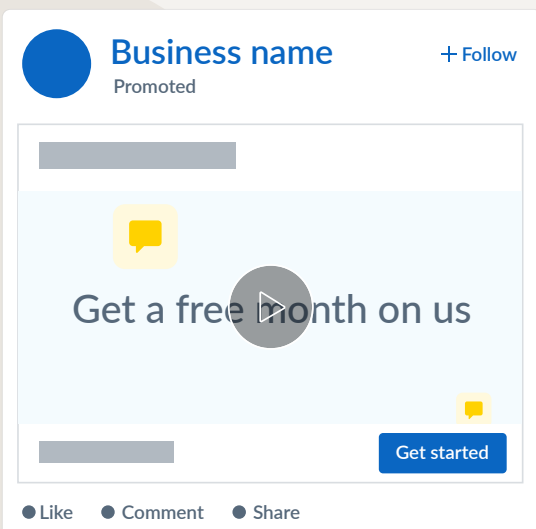 Business name
+ Follow
Promoted
Get a free month on us
Get started
Like
Comment
Share